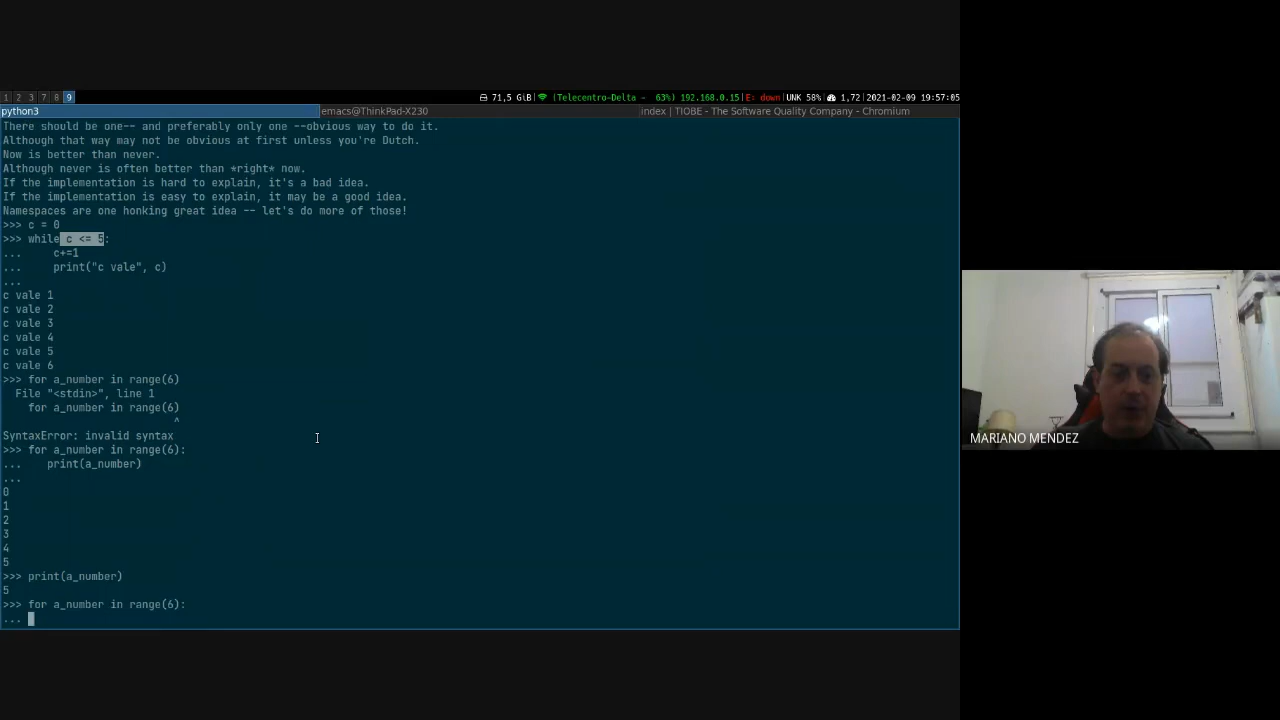 1 2 3 7 8 9
71,5 GiB| |Telecentro-Delta - 63%) 192.168.0.15|E: down|UNK 58%| 1,72|2021-02-09 19:57:05
python3
emacs@ThinkPad-X230
index | TIOBE - The Software Quality Company - Chromium
There should be one-- and preferably only one --obvious way to do it.
Although that way may not be obvious at first unless you're Dutch.
Now is better than never.
Although never is often better than *right* now.
If the implementation is hard to explain, it's a bad idea.
If the implementation is easy to explain, it may be a good idea.
Namespaces are one honking great idea -- let's do more of those!
>>> c = 0
>>> while c <= 5:
...     c+=1
...     print("c vale", c)
...
c vale 1
c vale 2
c vale 3
c vale 4
c vale 5
c vale 6
>>> for a_number in range(6)
  File "<stdin>", line 1
    for a_number in range(6)
                           ^
SyntaxError: invalid syntax
>>> for a_number in range(6):
...    print(a_number)
...
0
1
2
3
4
5
>>> print(a_number)
5
>>> for a_number in range(6):
...
MARIANO MENDEZ